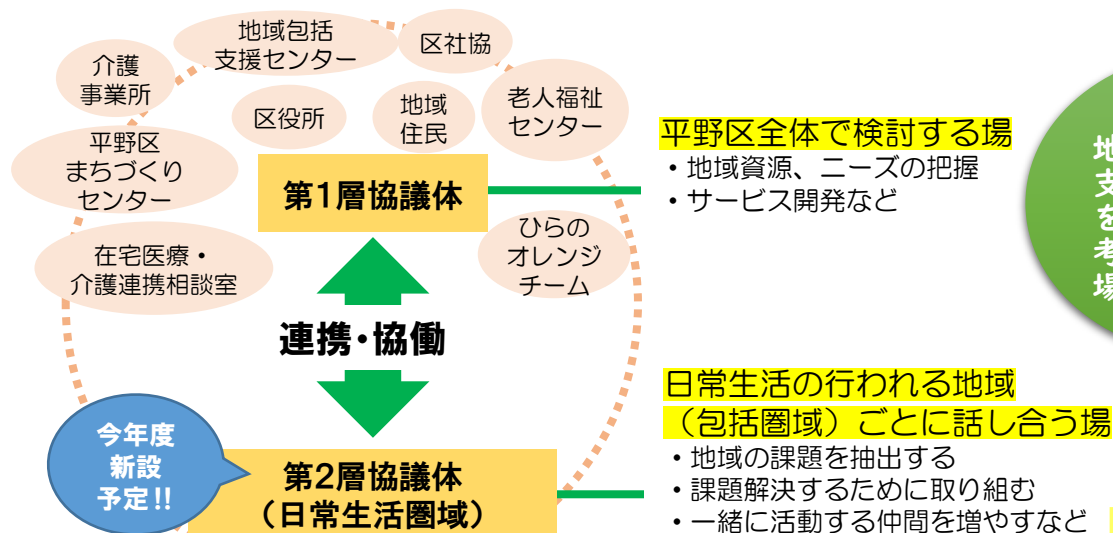 地域包括
支援センター
区社協
介護
事業所
区役所
地域
住民
老人福祉
センター
平野区
まちづくり
センター
第1層協議体
在宅医療・
介護連携相談室
ひらの
オレンジ
チーム
平野区全体で検討する場
・地域資源、ニーズの把握
・サービス開発など
連携・協働
今年度
新設
予定!!
第2層協議体
（日常生活圏域）
日常生活の行われる地域
（包括圏域）ごとに話し合う場
・地域の課題を抽出する
・課題解決するために取り組む
・一緒に活動する仲間を増やすなど
地
支
を
考
場